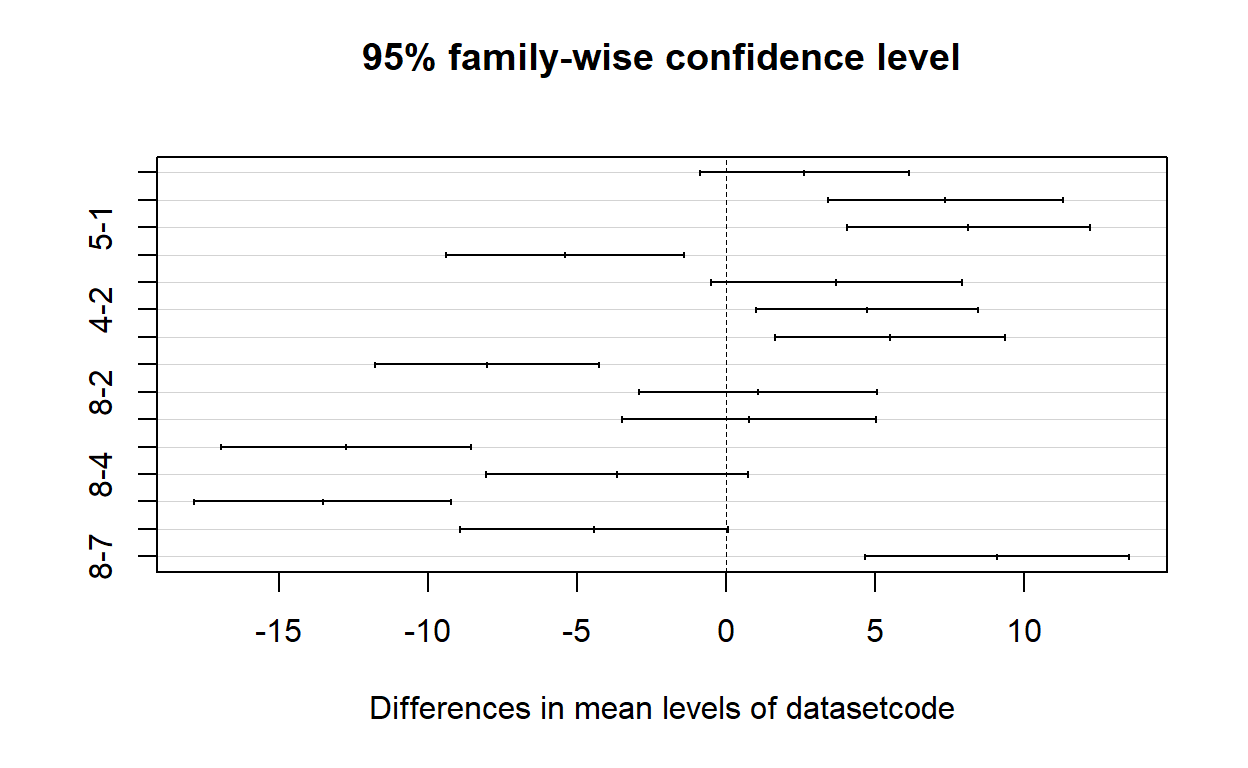 95% family-wise confidence level
5-1
4-2
8-2
8-4
8-7
-15 -10 -5 0 5 10
Differences in mean levels of datasetcode